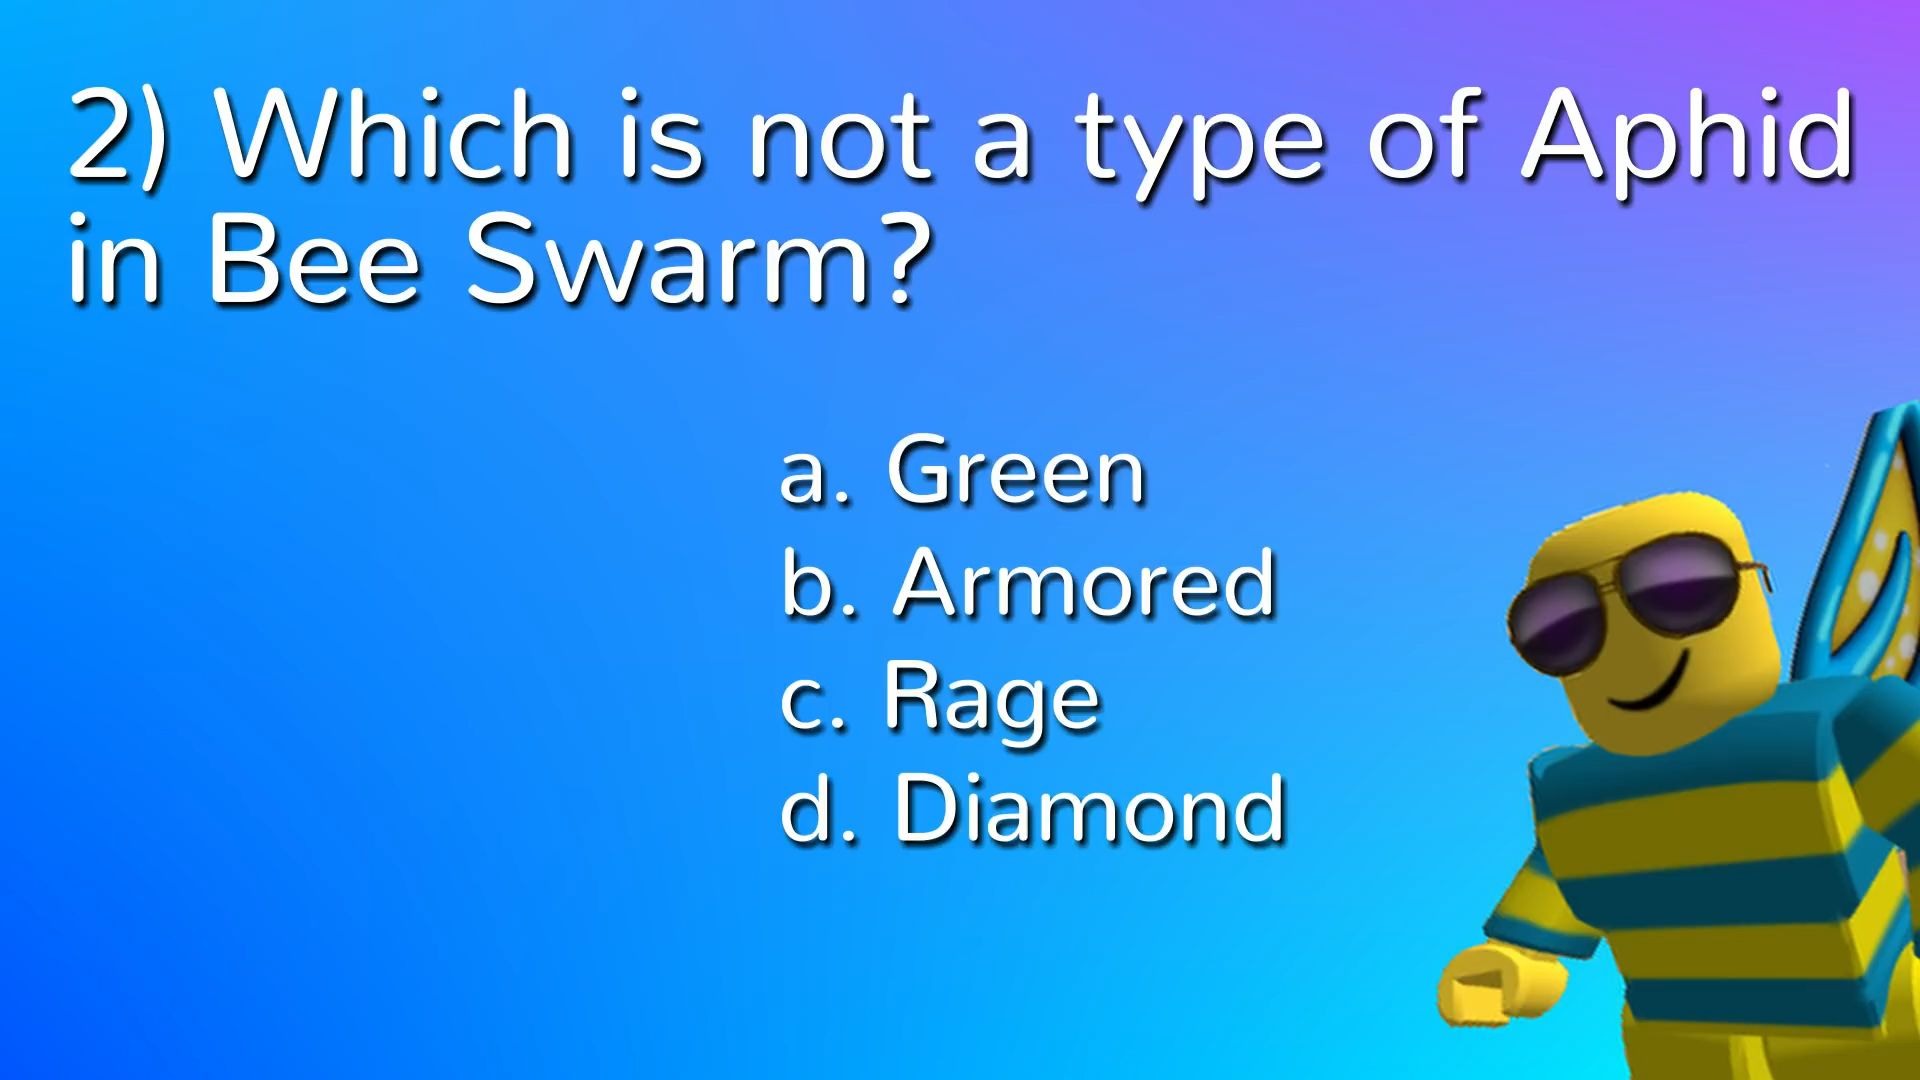 2) Which is not a type of Aphid
in Bee Swarm?
a. Green
b. Armored
c. Rage
d. Diamond